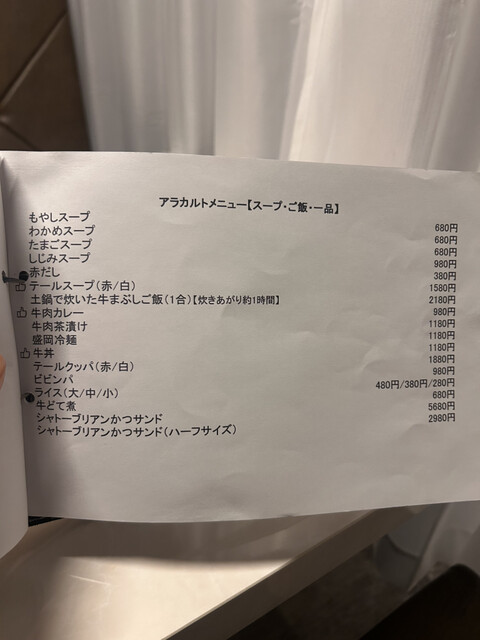 アラカルトメニュー【スープ・ご飯・一品】
もやしスープ 680円
わかめスープ 680円
たまごスープ 680円
しじみスープ 980円
赤だし 380円
テールスープ(赤/白) 1580円
土鍋で炊いた牛まぶしご飯(1合)【炊きあがり約1時間】 2180円
牛肉カレー 980円
牛肉茶漬け 1180円
盛岡冷麺 1180円
牛丼 1180円
テールクッパ(赤/白) 1880円
ビビンパ 980円
ライス(大/中/小) 480円/380円/280円
牛どて煮 680円
シャトーブリアンかつサンド 5680円
シャトーブリアンかつサンド(ハーフサイズ) 2980円